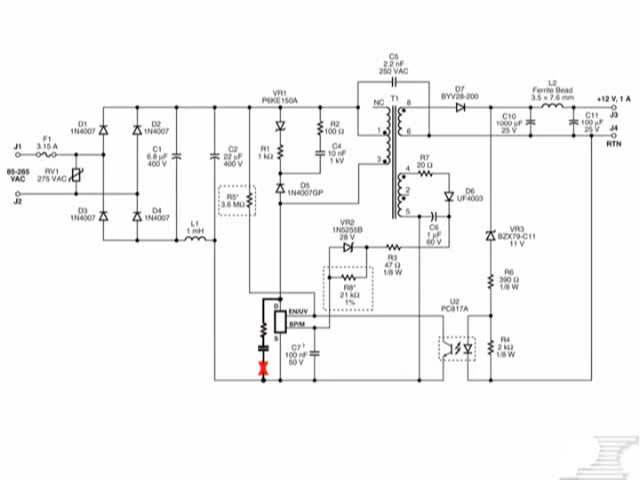 C5
2.2 nF
250 VAC
VR1
P6KE150A
NC
T1
8
D7
BYV28-200
L2
Ferrite Bead
3.5 × 7.6 mm
+12 V, 1 A
J3
J4
RTN
C10
1000 µF
25 V
C11
100 µF
25 V
D1
1N4007
D2
1N4007
R2
100 Ω
1
6
J1
F1
3.15 A
C1
6.8 µF
400 V
C2
22 µF
400 V
R1
1 kΩ
C4
10 nF
1 kV
3
85-265
VAC
RV1
275 VAC
J2
4
R7
20 Ω
D5
1N4007GP
2
D6
UF4003
R5*
3.6 MΩ
D3
1N4007
D4
1N4007
5
C6
1 µF
60 V
L1
1 mH
VR2
1N5255B
28 V
VR3
BZX79-C11
11 V
R3
47 Ω
1/8 W
R6
390 Ω
1/8 W
R8*
21 kΩ
1%
D
EN/UV
BP/M
S
U2
PC817A
R4
2 kΩ
1/8 W
C7†
100 nF
50 V